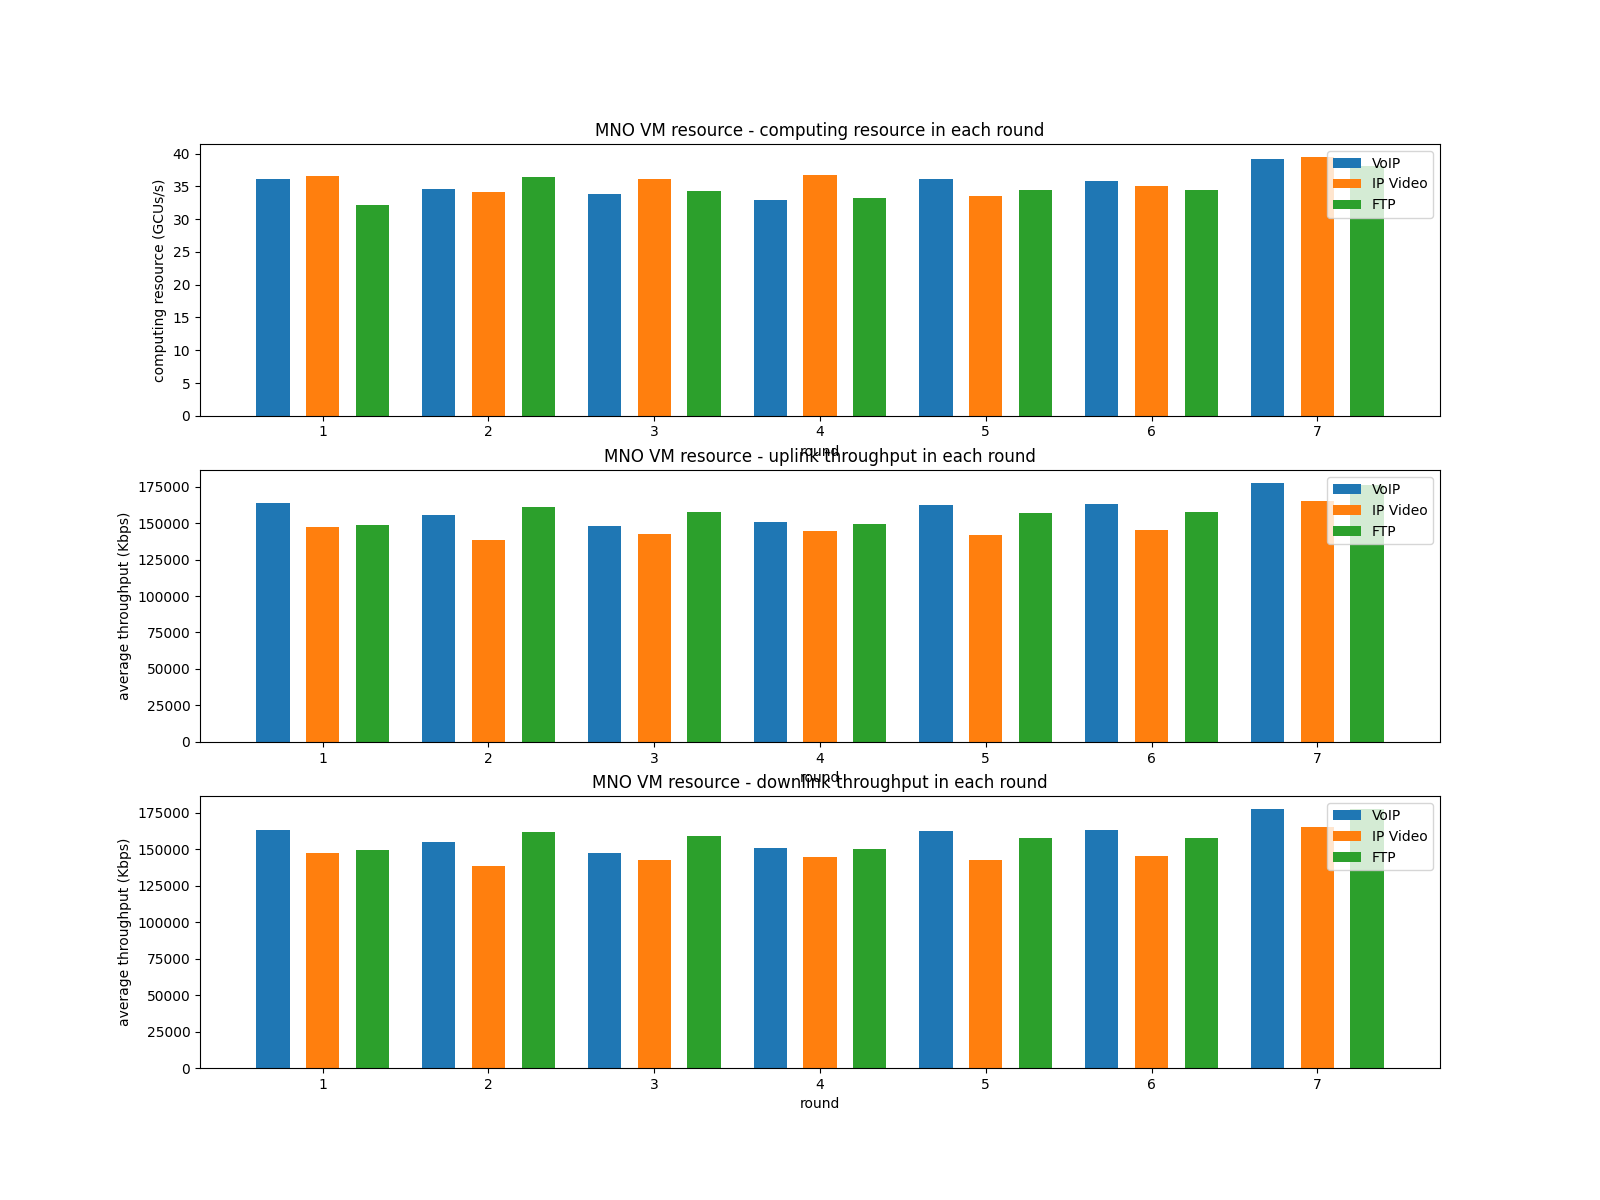 MNO VM resource - computing resource in each round
computing resource (GCUs/s)
40
35
30
25
20
15
10
5
0
VoIP
IP Video
FTP
1 2 3 4 5 6 7
round
MNO VM resource - uplink throughput in each round
average throughput (Kbps)
175000
150000
125000
100000
75000
50000
25000
0
VoIP
IP Video
FTP
1 2 3 4 5 6 7
round
MNO VM resource - downlink throughput in each round
average throughput (Kbps)
175000
150000
125000
100000
75000
50000
25000
0
VoIP
IP Video
FTP
1 2 3 4 5 6 7
round